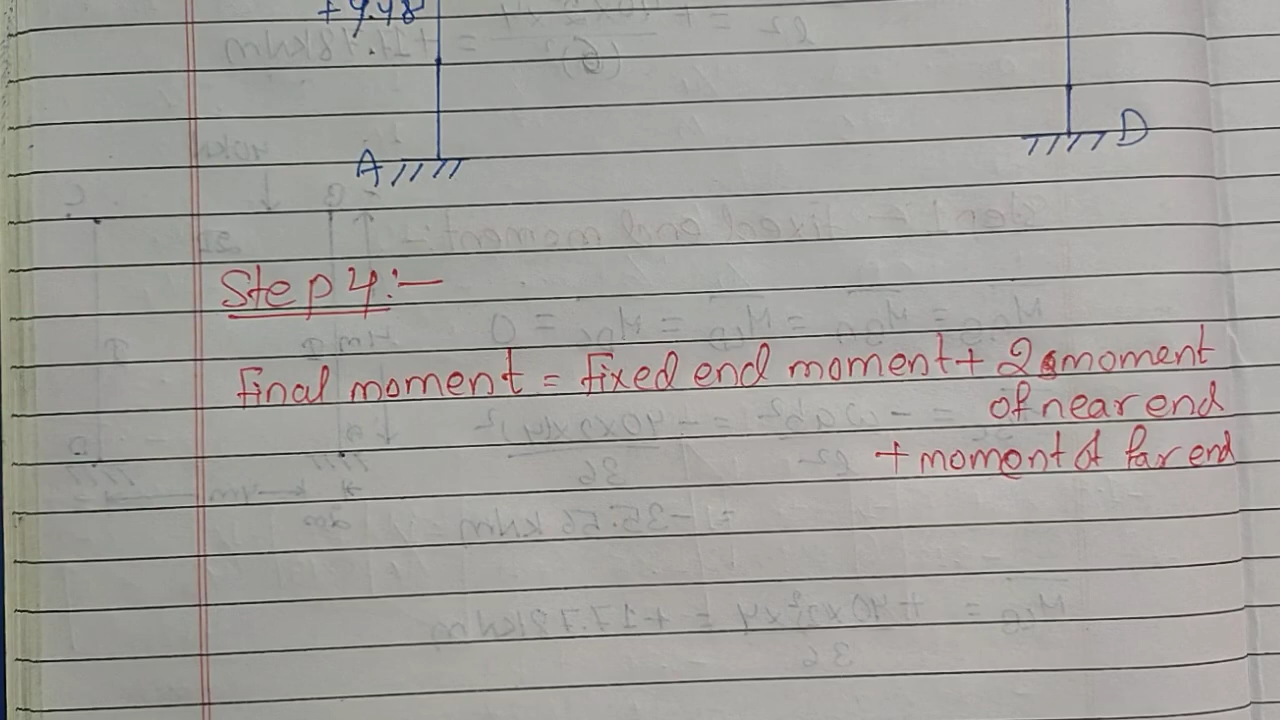 +9.48
A
D
Step 4:-
Final moment = fixed end moment + 2 moment
of near end
+ moment of far end